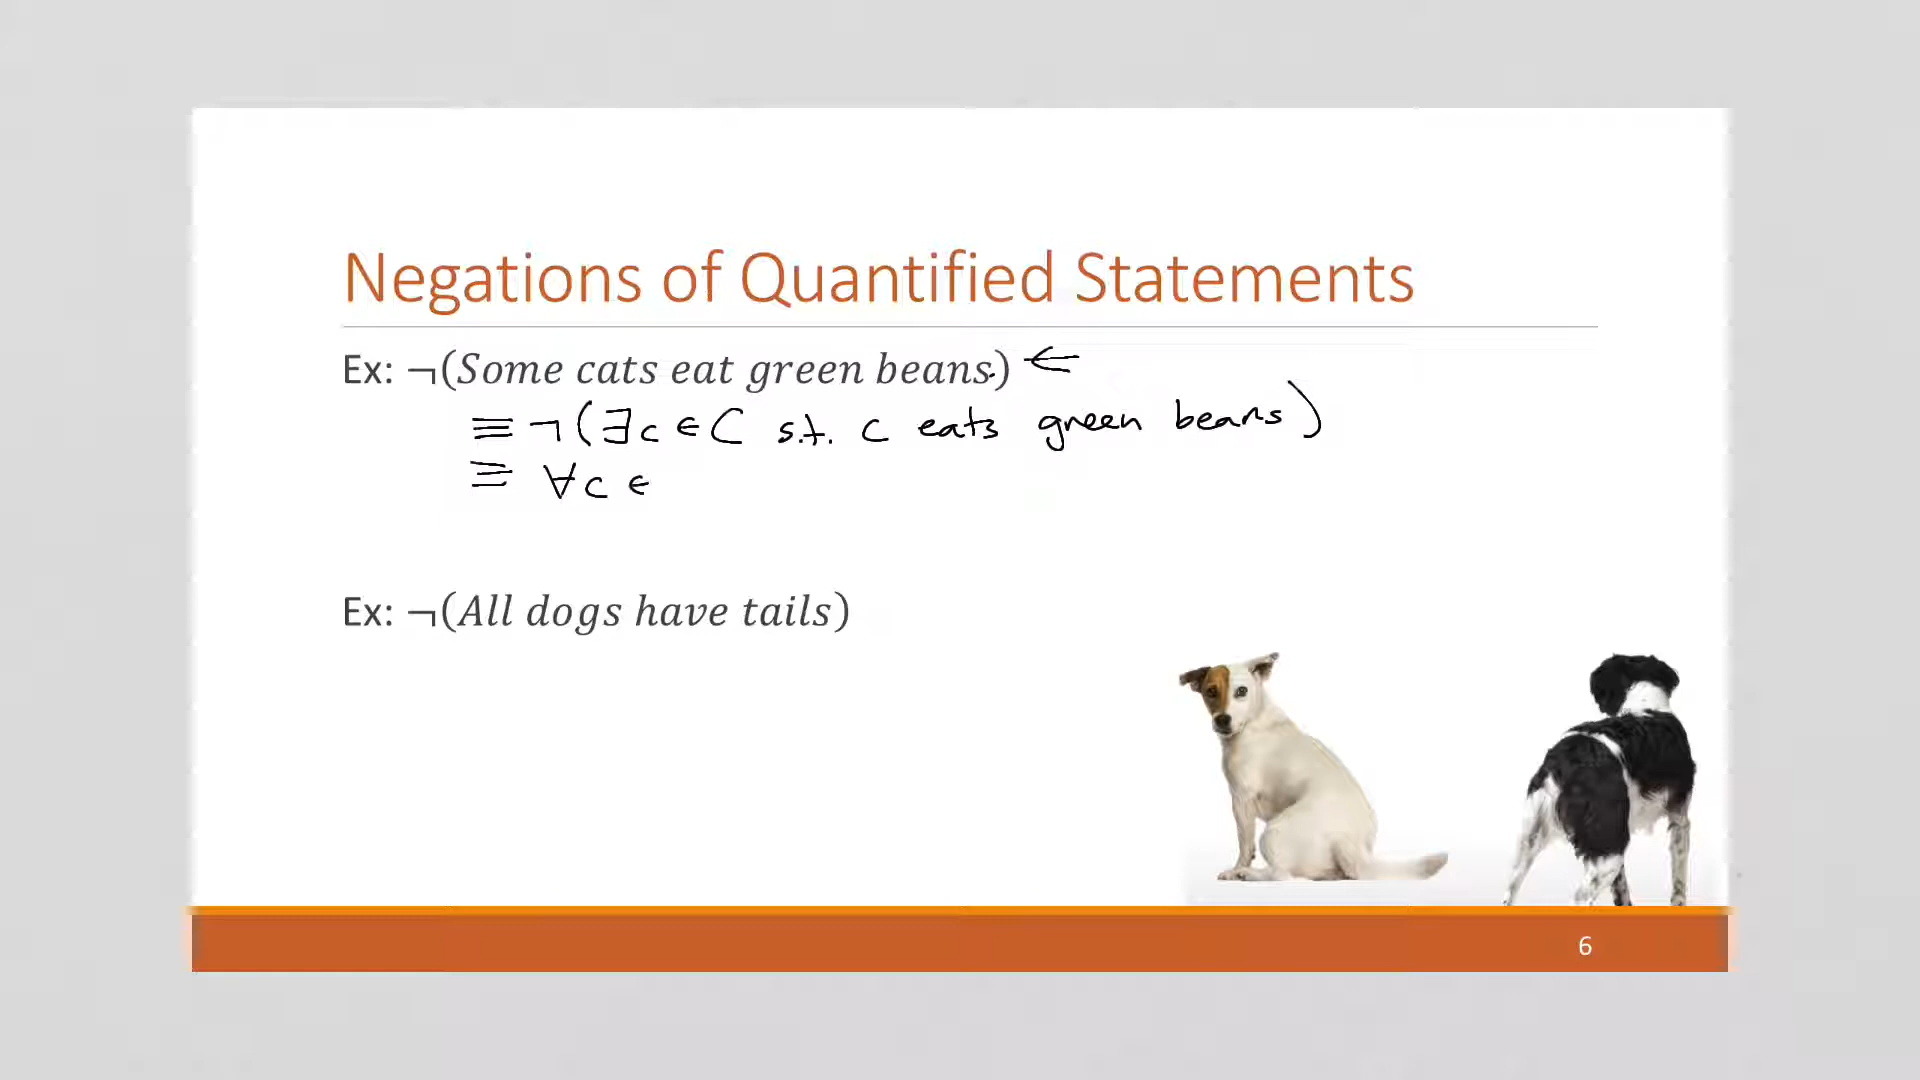 Negations of Quantified Statements
Ex: ¬(Some cats eat green beans.) ←
≡ ¬(∃c ∈ C s.t. c eats green beans)
≡ ∀c ∈
Ex: ¬(All dogs have tails)
6